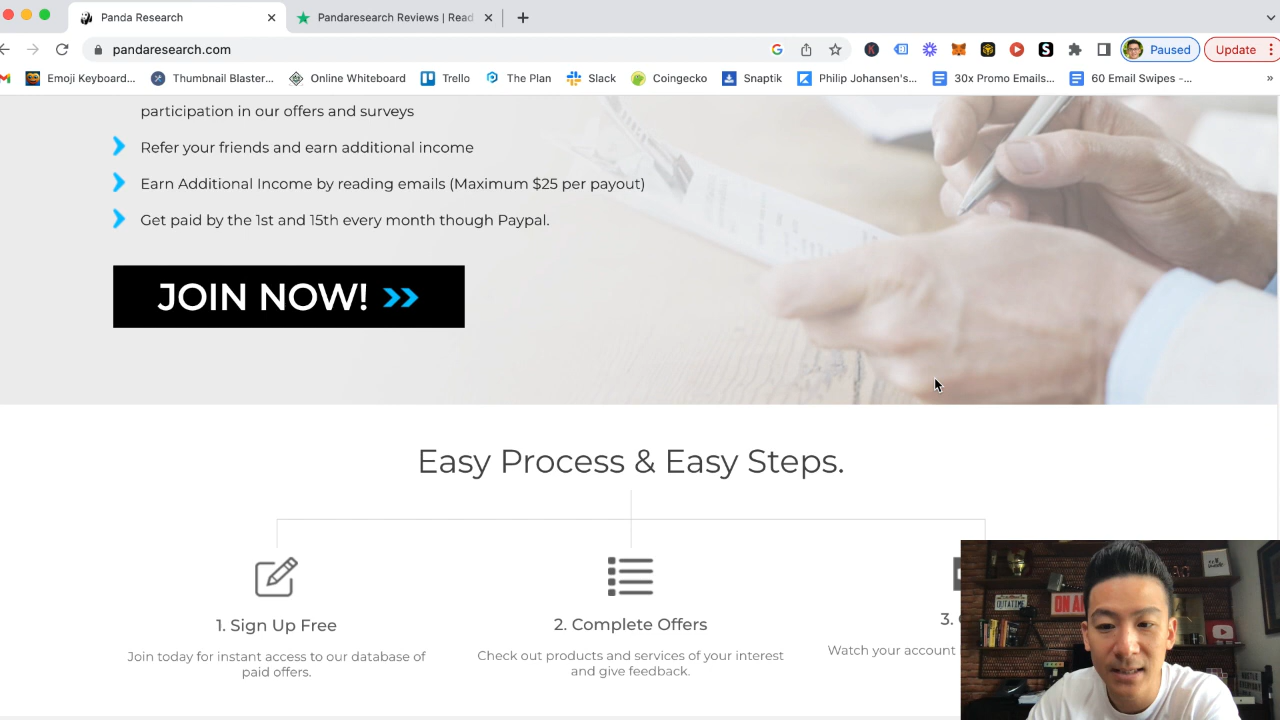 Panda Research
Pandaresearch Reviews | Read
pandaresearch.com
Paused
Update
Emoji Keyboard...
Thumbnail Blaster...
Online Whiteboard
Trello
The Plan
Slack
Coingecko
Snaptik
Philip Johansen's...
30x Promo Emails...
60 Email Swipes -...
participation in our offers and surveys
Refer your friends and earn additional income
Earn Additional Income by reading emails (Maximum $25 per payout)
Get paid by the 1st and 15th every month though Paypal.
JOIN NOW!
Easy Process & Easy Steps.
1. Sign Up Free
Join today for instant access to our database of
paid offers.
2. Complete Offers
Check out products and services of your interest
and give feedback.
3.
Watch your account
OUTATIME
ON A